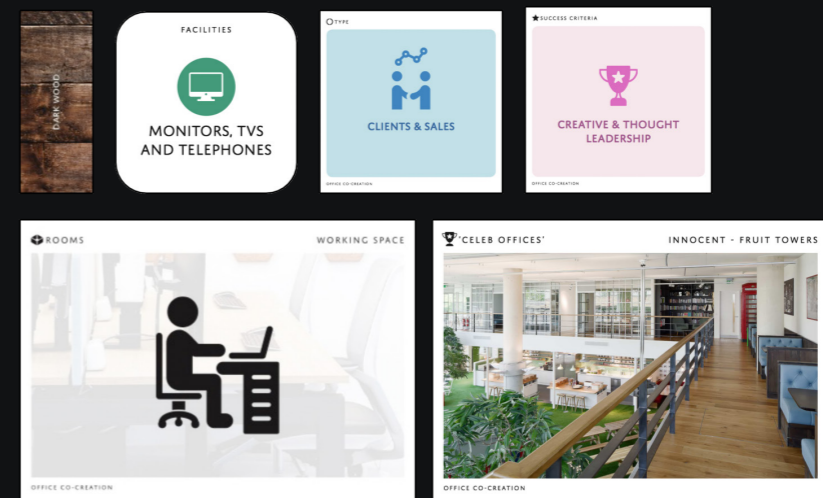 DARK WOOD
FACILITIES
MONITORS, TVS
AND TELEPHONES
TYPE
CLIENTS & SALES
OFFICE CO-CREATION
SUCCESS CRITERIA
CREATIVE & THOUGHT
LEADERSHIP
OFFICE CO-CREATION
ROOMS
WORKING SPACE
OFFICE CO-CREATION
'CELEB OFFICES'
INNOCENT - FRUIT TOWERS
OFFICE CO-CREATION